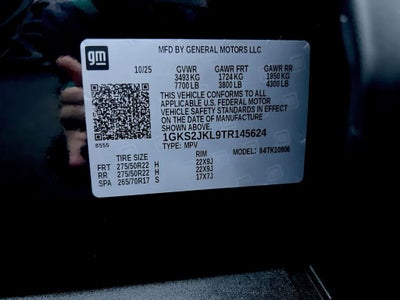 gm
MFD BY GENERAL MOTORS LLC
10/25 GVWR GAWR FRT GAWR RR
3493 KG 1724 KG 1950 KG
7700 LB 3800 LB 4300 LB
THIS VEHICLE CONFORMS TO ALL
APPLICABLE U.S. FEDERAL MOTOR
VEHICLE SAFETY STANDARDS IN EFFECT
ON THE DATE OF MANUFACTURE
SHOWN ABOVE.
1GKS2JKL9TR145624
8555 TYPE: MPV MODEL: 94TK10906
TIRE SIZE RIM
FRT 275/50R22 H 22X9J
RR 275/50R22 H 22X9J
SPA 265/70R17 S 17X7J